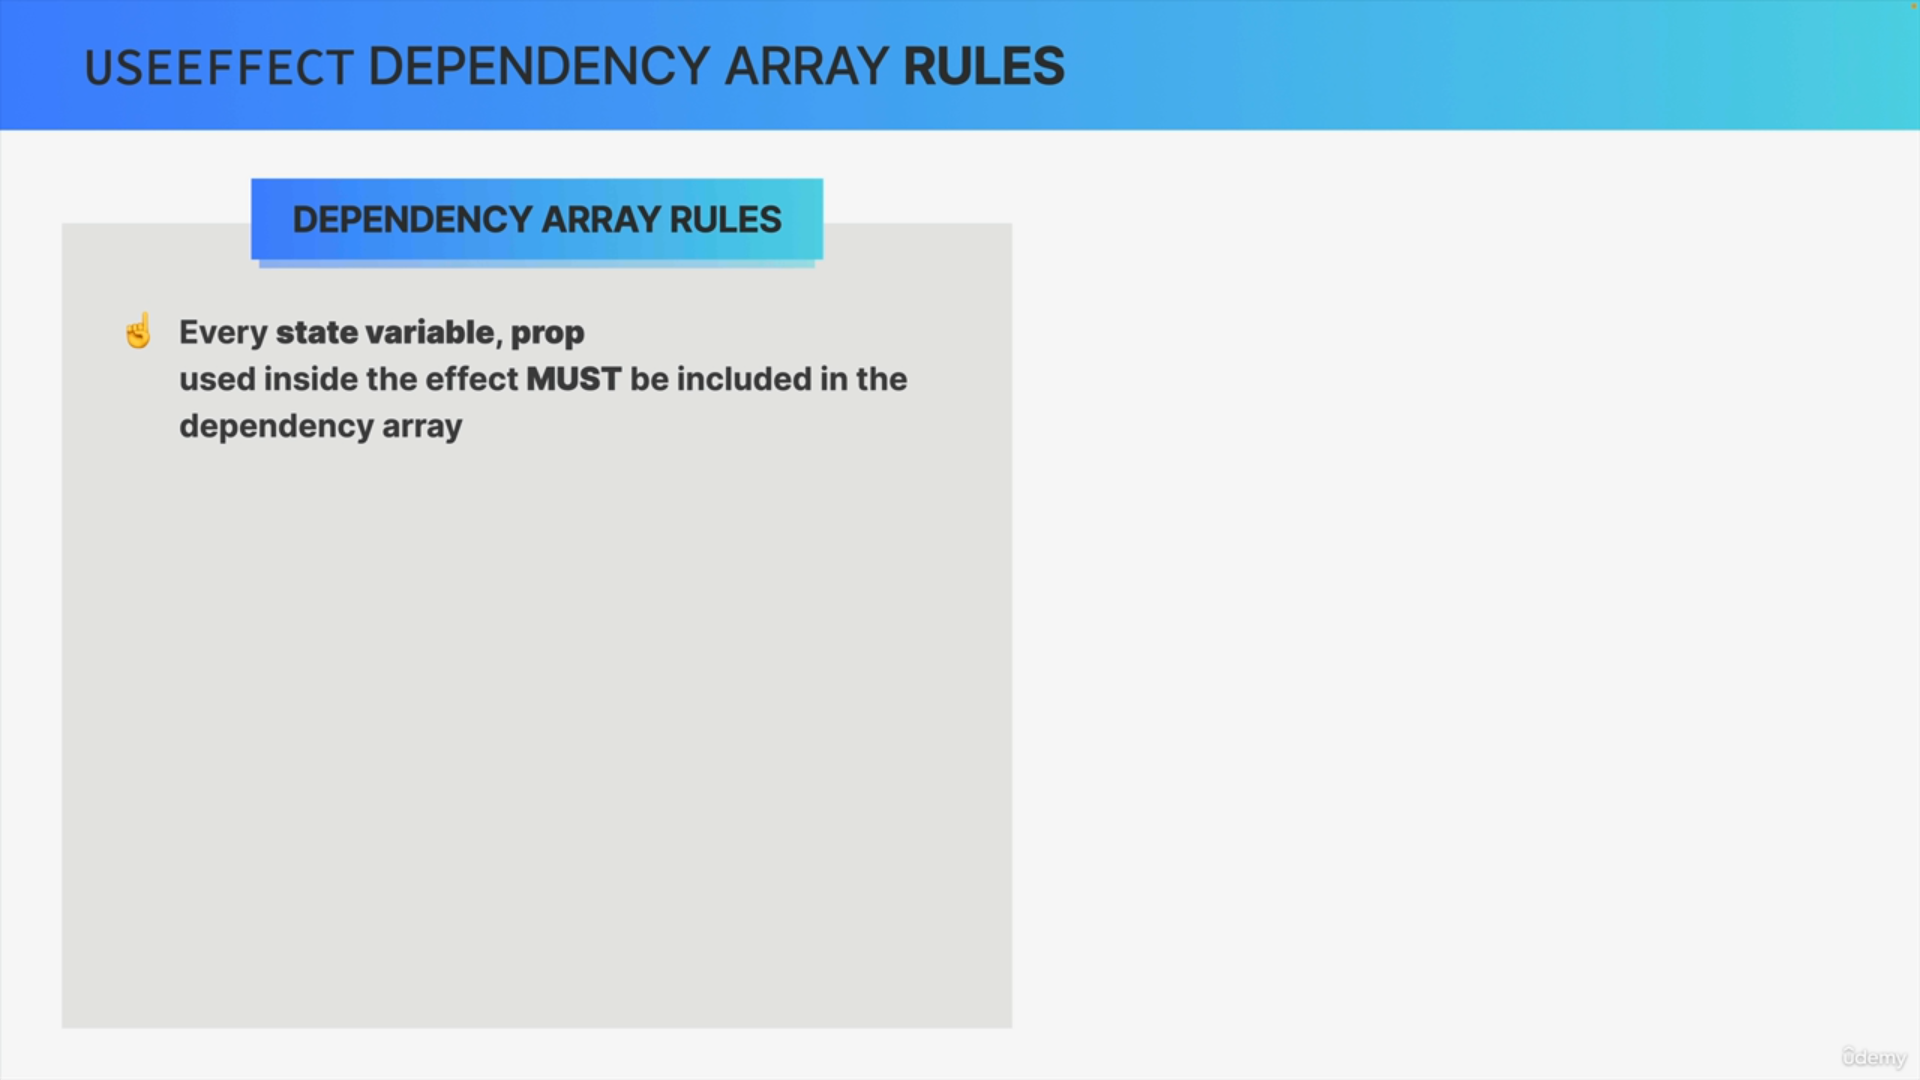 USEEFFECT DEPENDENCY ARRAY RULES
DEPENDENCY ARRAY RULES
☝️ Every state variable, prop
used inside the effect MUST be included in the
dependency array
ûdemy